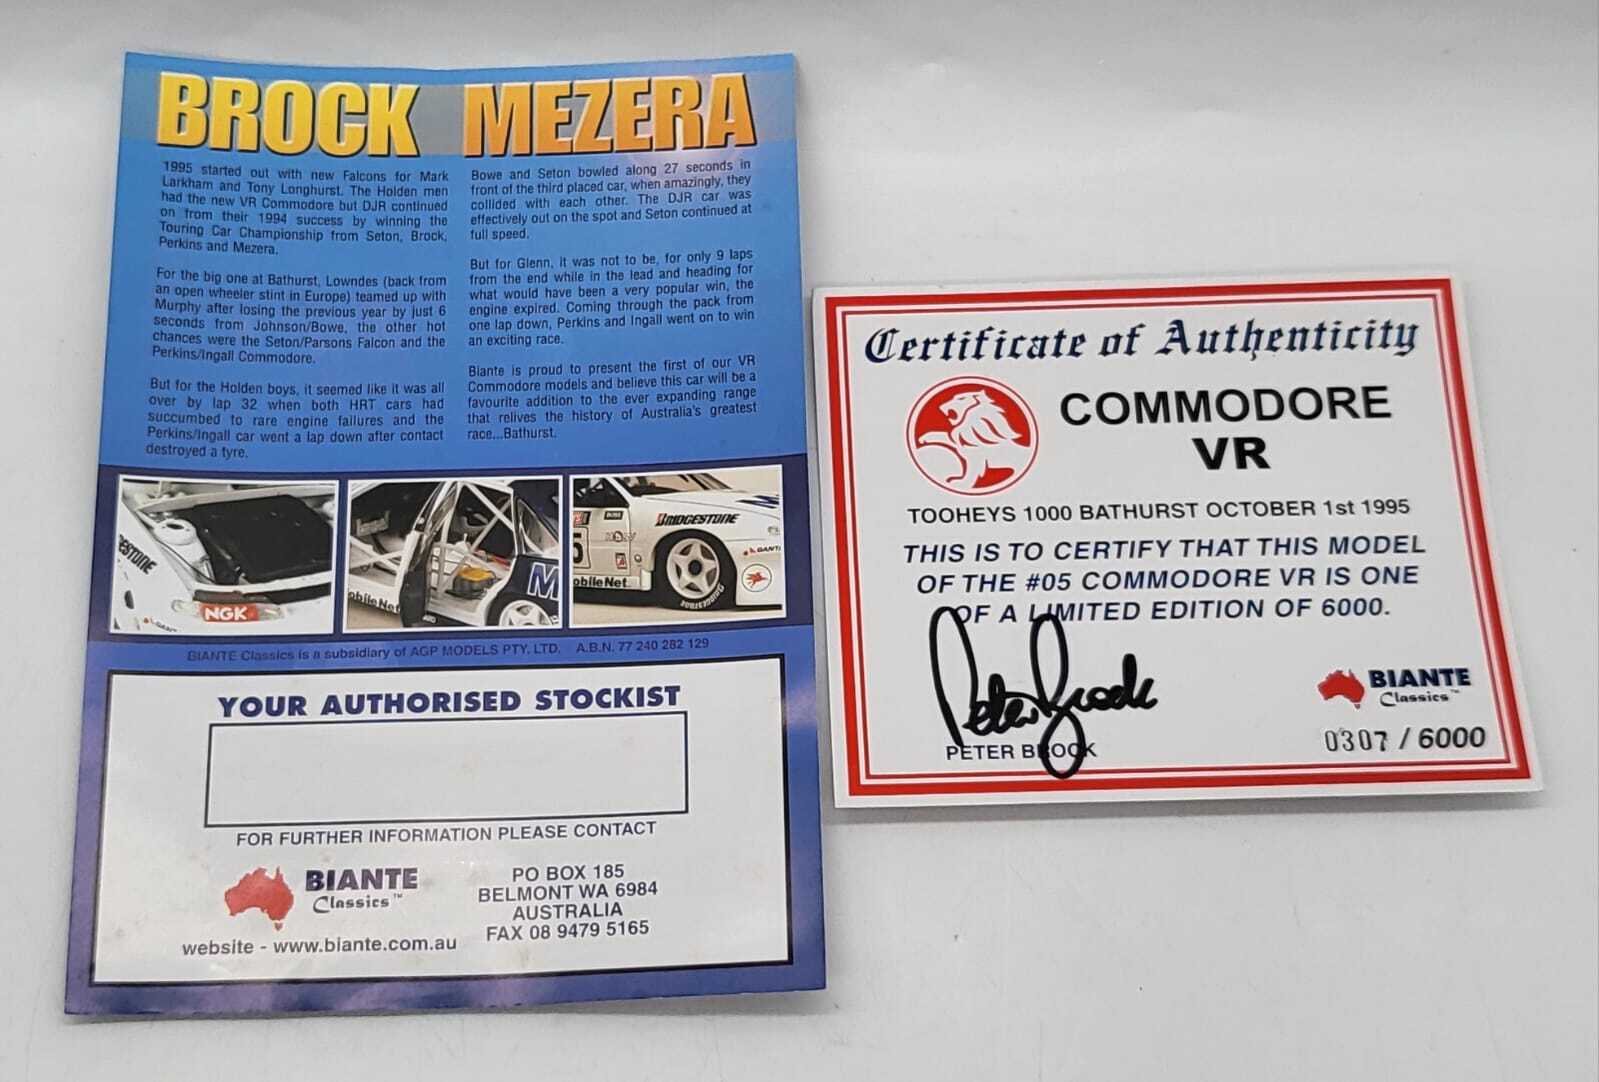 BROCK MEZERA
1995 started out with new Falcons for Mark
Larkham and Tony Longhurst. The Holden men
had the new VR Commodore but DJR continued
on from their 1994 success by winning the
Touring Car Championship from Seton, Brock,
Perkins and Mezera.
For the big one at Bathurst, Lowndes (back from
an open wheeler stint in Europe) teamed up with
Murphy after losing the previous year by just 6
seconds from Johnson/Bowe, the other hot
chances were the Seton/Parsons Falcon and the
Perkins/Ingall Commodore.
But for the Holden boys, it seemed like it was all
over by lap 32 when both HRT cars had
succumbed to rare engine failures and the
Perkins/Ingall car went a lap down after contact
destroyed a tyre.
Bowe and Seton bowled along 27 seconds in
front of the third placed car, when amazingly, they
collided with each other. The DJR car was
effectively out on the spot and Seton continued at
full speed.
But for Glenn, it was not to be, for only 9 laps
from the end while in the lead and heading for
what would have been a very popular win, the
engine expired. Coming through the pack from
one lap down, Perkins and Ingall went on to win
an exciting race.
Biante is proud to present the first of our VR
Commodore models and believe this car will be a
favourite addition to the ever expanding range
that relives the history of Australia's greatest
race...Bathurst.
ESTONE
NGK
obileNet
M
BRIDGESTONE
5
obileNet
BRIDGESTONE
BIANTE Classics is a subsidiary of AGP MODELS PTY. LTD. A.B.N. 77 240 282 129
YOUR AUTHORISED STOCKIST
FOR FURTHER INFORMATION PLEASE CONTACT
BIANTE
Classics™
website - www.biante.com.au
PO BOX 185
BELMONT WA 6984
AUSTRALIA
FAX 08 9479 5165
Certificate of Authenticity
COMMODORE
VR
TOOHEYS 1000 BATHURST OCTOBER 1st 1995
THIS IS TO CERTIFY THAT THIS MODEL
OF THE #05 COMMODORE VR IS ONE
OF A LIMITED EDITION OF 6000.
Peter Brock
PETER BROCK
BIANTE
Classics™
0307 / 6000